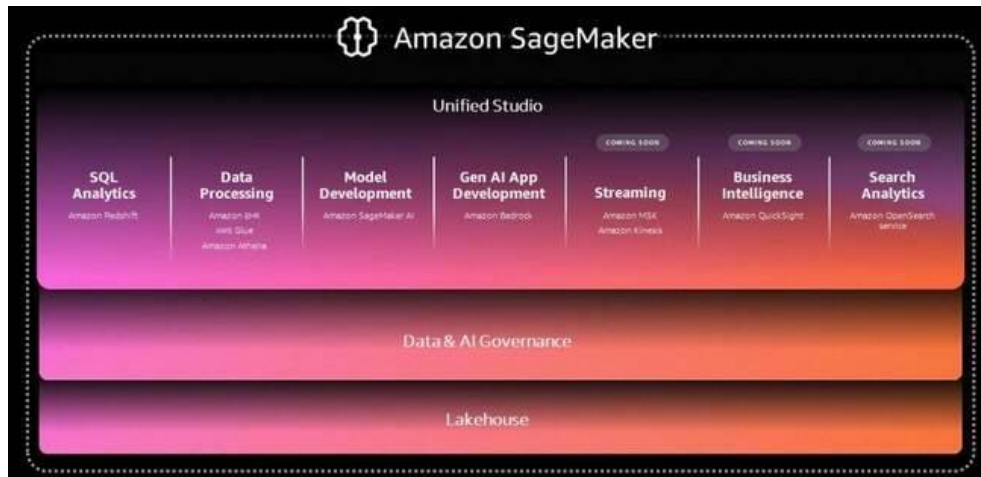 Amazon SageMaker
Unified Studio
SQL
Analytics
Amazon Redshift
Data
Processing
Amazon EMR
AWS Glue
Amazon Athena
Model
Development
Amazon SageMaker AI
Gen AI App
Development
Amazon Bedrock
COMING SOON
Streaming
Amazon MSK
Amazon Kinesis
COMING SOON
Business
Intelligence
Amazon QuickSight
COMING SOON
Search
Analytics
Amazon OpenSearch
service
Data & AI Governance
Lakehouse